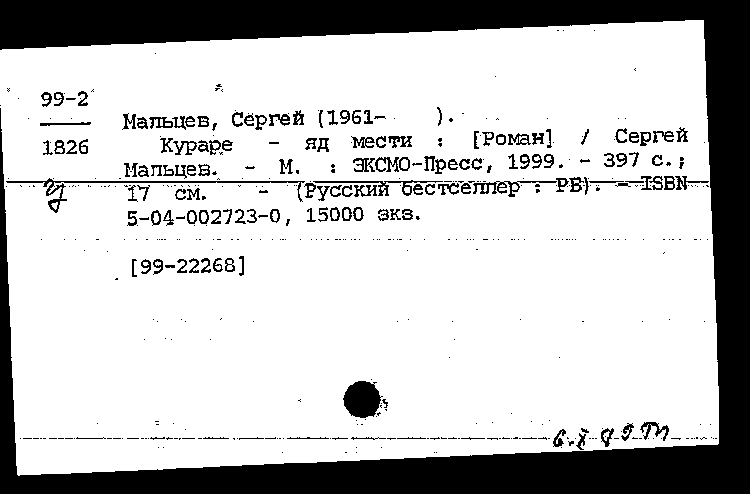 99-2
1826
Мальцев, Сергей (1961-    ).
Кураре - яд мести : [Роман] / Сергей
Мальцев. - М. : ЭКСМО-Пресс, 1999. - 397 с.;
17 см. - (Русский бестселлер : РБ). - ISBN
5-04-002723-0, 15000 экз.
[99-22268]